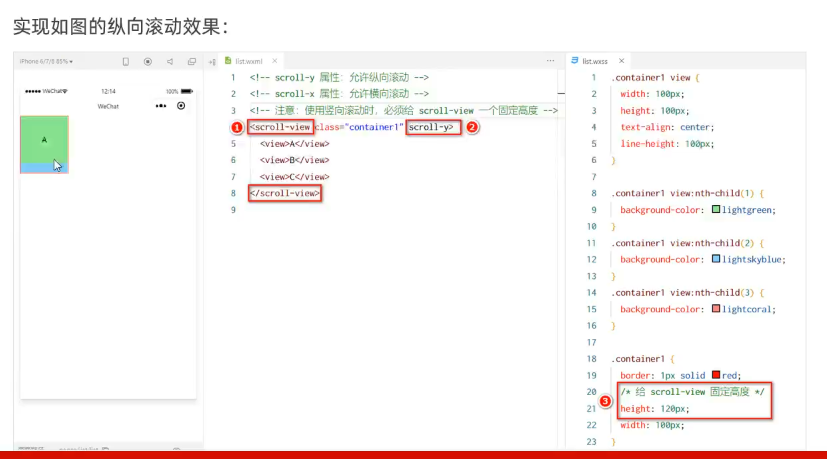 实现如图的纵向滚动效果：
iPhone 6/7/8 85%▾
WeChat
12:14
100%
WeChat
A
list.wxml ×
1 <!-- scroll-y 属性：允许纵向滚动 -->
2 <!-- scroll-x 属性：允许横向滚动 -->
3 <!-- 注意：使用竖向滚动时，必须给 scroll-view 一个固定高度 -->
1 4 <scroll-view class="container1" scroll-y> 2
5 <view>A</view>
6 <view>B</view>
7 <view>C</view>
8 </scroll-view>
9
list.wxss ×
1 .container1 view {
2 width: 100px;
3 height: 100px;
4 text-align: center;
5 line-height: 100px;
6 }
7
8 .container1 view:nth-child(1) {
9 background-color: lightgreen;
10 }
11 .container1 view:nth-child(2) {
12 background-color: lightskyblue;
13 }
14 .container1 view:nth-child(3) {
15 background-color: lightcoral;
16 }
17
18 .container1 {
19 border: 1px solid red;
20 /* 给 scroll-view 固定高度 */
3 21 height: 120px;
22 width: 100px;
23 }